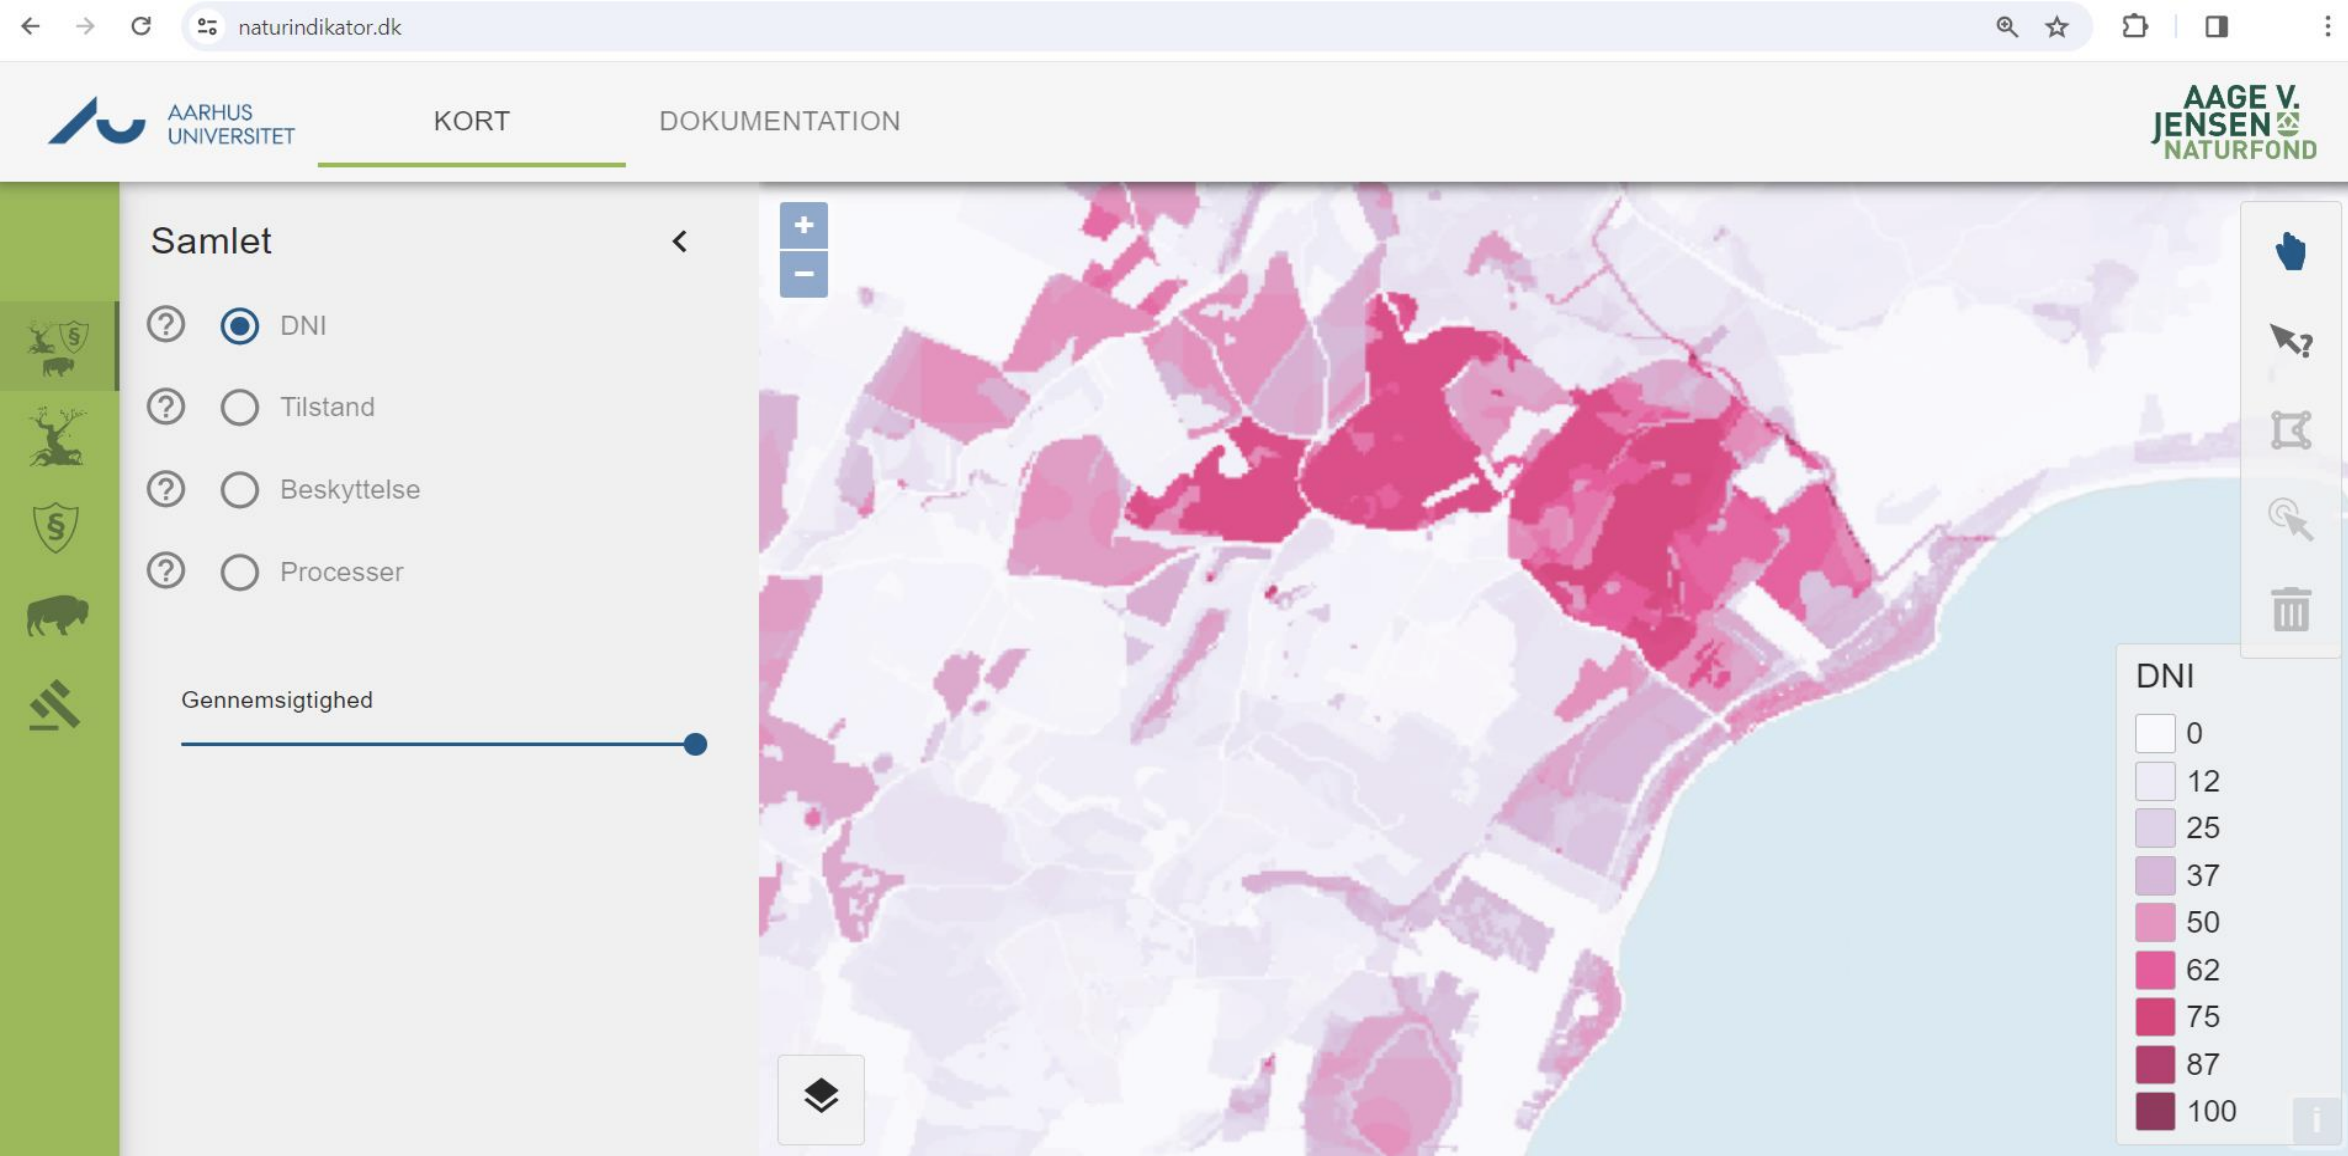 naturindikator.dk
AARHUS
UNIVERSITET
KORT
DOKUMENTATION
AAGE V.
JENSEN
NATURFOND
Samlet
? DNI
? Tilstand
? Beskyttelse
? Processer
Gennemsigtighed
+
−
§
§
?
DNI
0
12
25
37
50
62
75
87
100
i